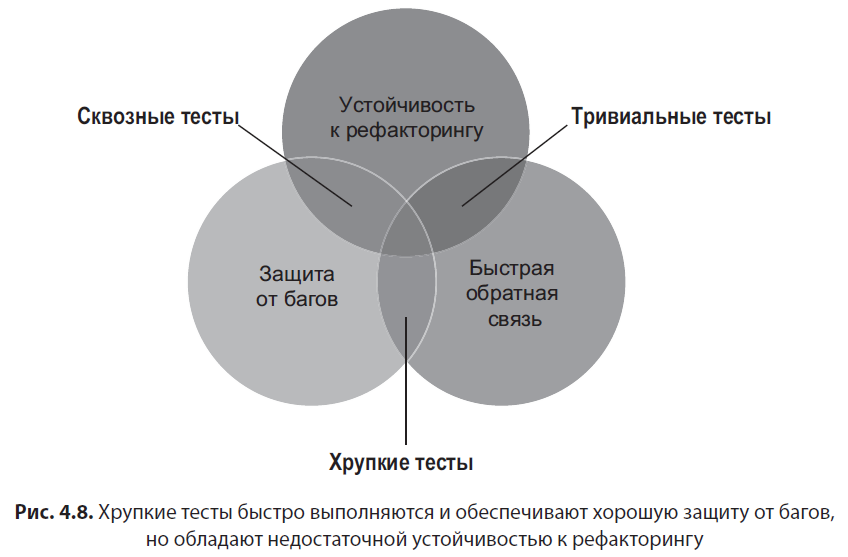 Устойчивость
к рефакторингу
Сквозные тесты
Тривиальные тесты
Защита
от багов
Быстрая
обратная
связь
Хрупкие тесты
Рис. 4.8. Хрупкие тесты быстро выполняются и обеспечивают хорошую защиту от багов,
но обладают недостаточной устойчивостью к рефакторингу